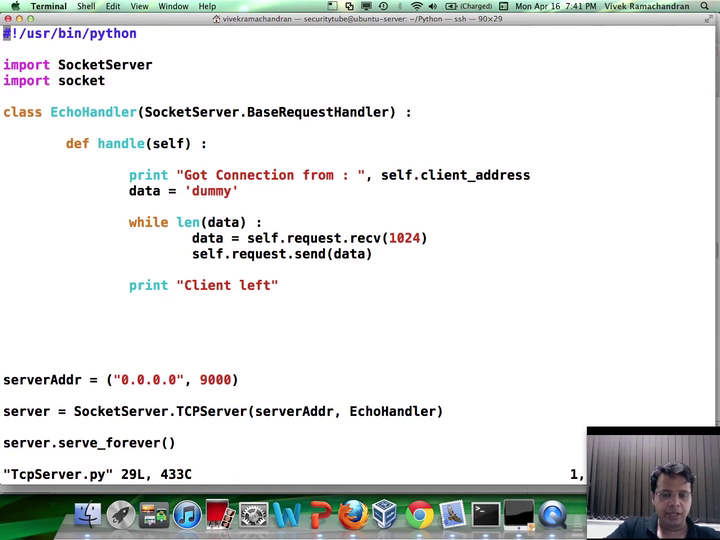 Terminal Shell Edit View Window Help (Charged) Mon Apr 16 7:41 PM Vivek Ramachandran
vivekramachandran — securitytube@ubuntu-server: ~/Python — ssh — 90×29
#!/usr/bin/python
import SocketServer
import socket
class EchoHandler(SocketServer.BaseRequestHandler) :
def handle(self) :
print "Got Connection from : ", self.client_address
data = 'dummy'
while len(data) :
data = self.request.recv(1024)
self.request.send(data)
print "Client left"
serverAddr = ("0.0.0.0", 9000)
server = SocketServer.TCPServer(serverAddr, EchoHandler)
server.serve_forever()
"TcpServer.py" 29L, 433C 1,